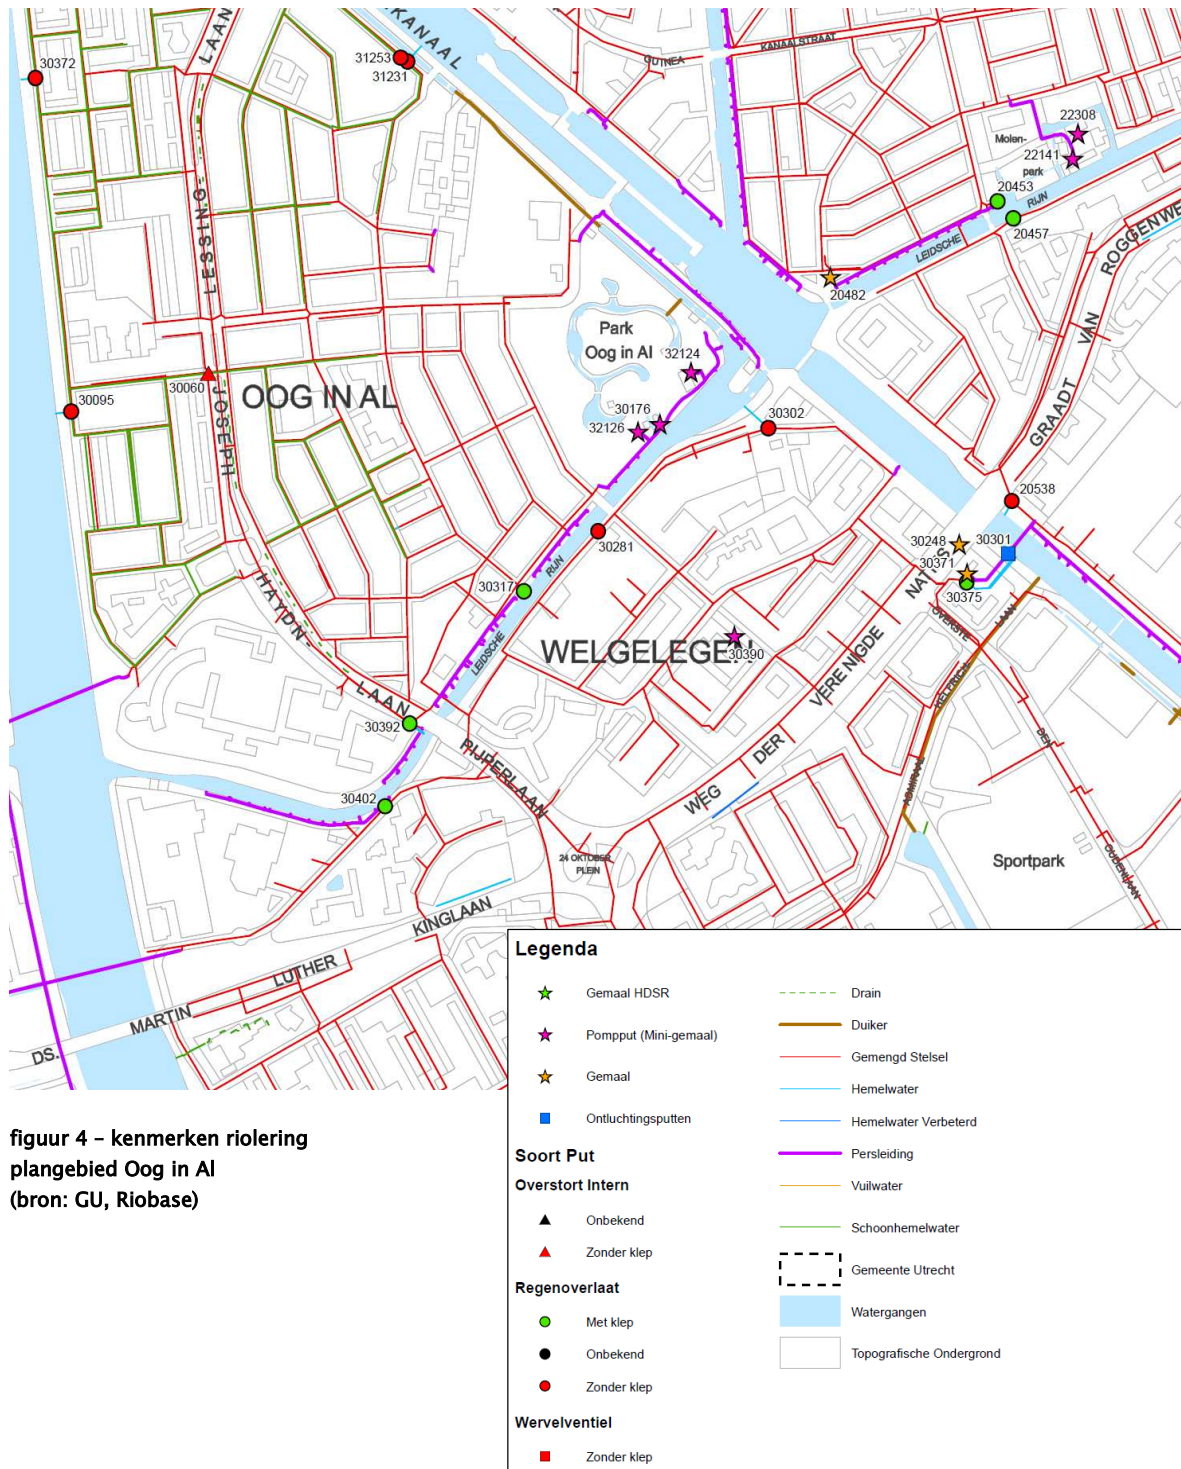 KANAAL
LAAN
30372
31253
31231
GUINEA
KANAALSTRAAT
22308
Molen-
park
22141
20453
RIJN
20457
LEIDSCHE
20482
ROGGENWE
VAN
GRAADT
LESSING
Park
Oog in Al
32124
30060
OOG IN AL
30095
JOSEPH
30176
32126
30302
20538
30281
30248
30301
30371
30375
NATIES
RIJN
30317
LEIDSCHE
HAYDN-
LAAN
WELGELEGEN
30390
VERENIGDE
DER
WEG
OVERSTE
LAAN
HELFRICH
ADMIRAAL
DEN
OUDENLAAN
30392
PIJPERLAAN
30402
24 OKTOBER
PLEIN
Sportpark
KINGLAAN
LUTHER
MARTIN
DS.
figuur 4 – kenmerken riolering
plangebied Oog in Al
(bron: GU, Riobase)
Legenda
Gemaal HDSR
Pompput (Mini-gemaal)
Gemaal
Ontluchtingsputten
Soort Put
Overstort Intern
Onbekend
Zonder klep
Regenoverlaat
Met klep
Onbekend
Zonder klep
Wervelventiel
Zonder klep
Drain
Duiker
Gemengd Stelsel
Hemelwater
Hemelwater Verbeterd
Persleiding
Vuilwater
Schoonhemelwater
Gemeente Utrecht
Watergangen
Topografische Ondergrond